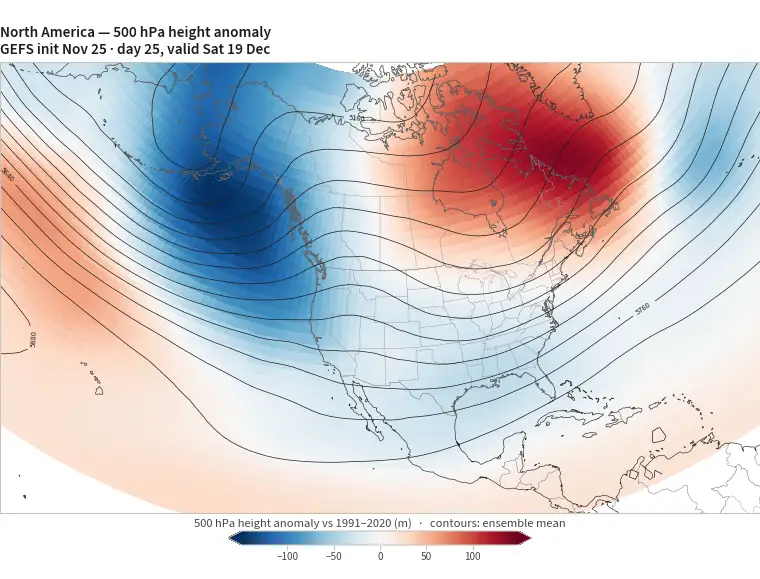 North America — 500 hPa height anomaly
GEFS init Nov 25 · day 25, valid Sat 19 Dec
5160
5640
5760
5880
500 hPa height anomaly vs 1991–2020 (m) · contours: ensemble mean
−100 −50 0 50 100